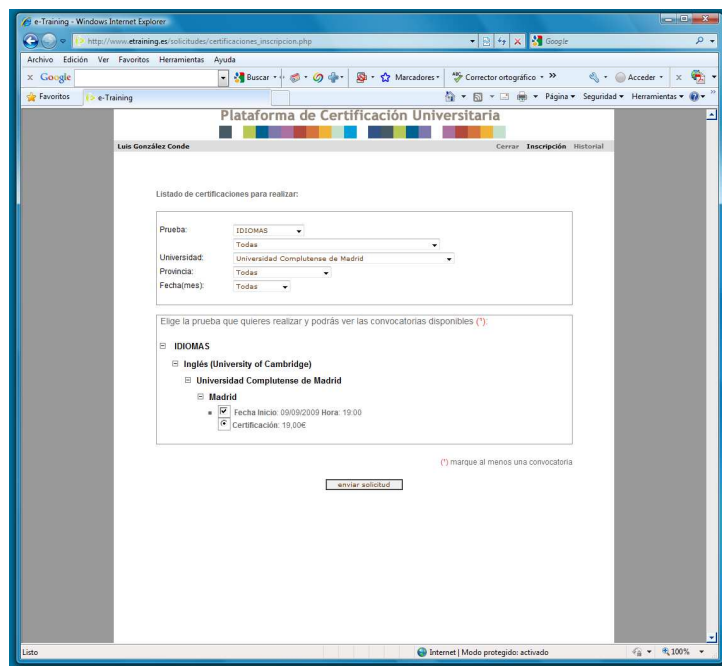 e-Training - Windows Internet Explorer
http://www.etraining.es/solicitudes/certificaciones_inscripcion.php
Google
Archivo Edición Ver Favoritos Herramientas Ayuda
x Google Buscar Marcadores Corrector ortográfico » Acceder x
Favoritos e-Training Página Seguridad Herramientas »
Plataforma de Certificación Universitaria
Luis González Conde Cerrar Inscripción Historial
Listado de certificaciones para realizar:
Prueba: IDIOMAS
Todas
Universidad: Universidad Complutense de Madrid
Provincia: Todas
Fecha(mes): Todas
Elige la prueba que quieres realizar y podrás ver las convocatorias disponibles (*):
IDIOMAS
Inglés (University of Cambridge)
Universidad Complutense de Madrid
Madrid
Fecha Inicio: 09/09/2009 Hora: 19:00
Certificación: 19,00€
(*) marque al menos una convocatoria
enviar solicitud
Listo Internet | Modo protegido: activado 100%